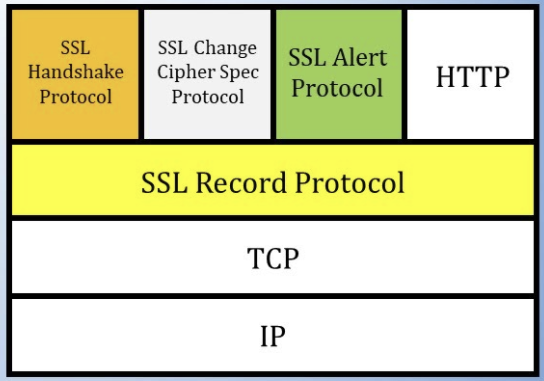 SSL
Handshake
Protocol
SSL Change
Cipher Spec
Protocol
SSL Alert
Protocol
HTTP
SSL Record Protocol
TCP
IP